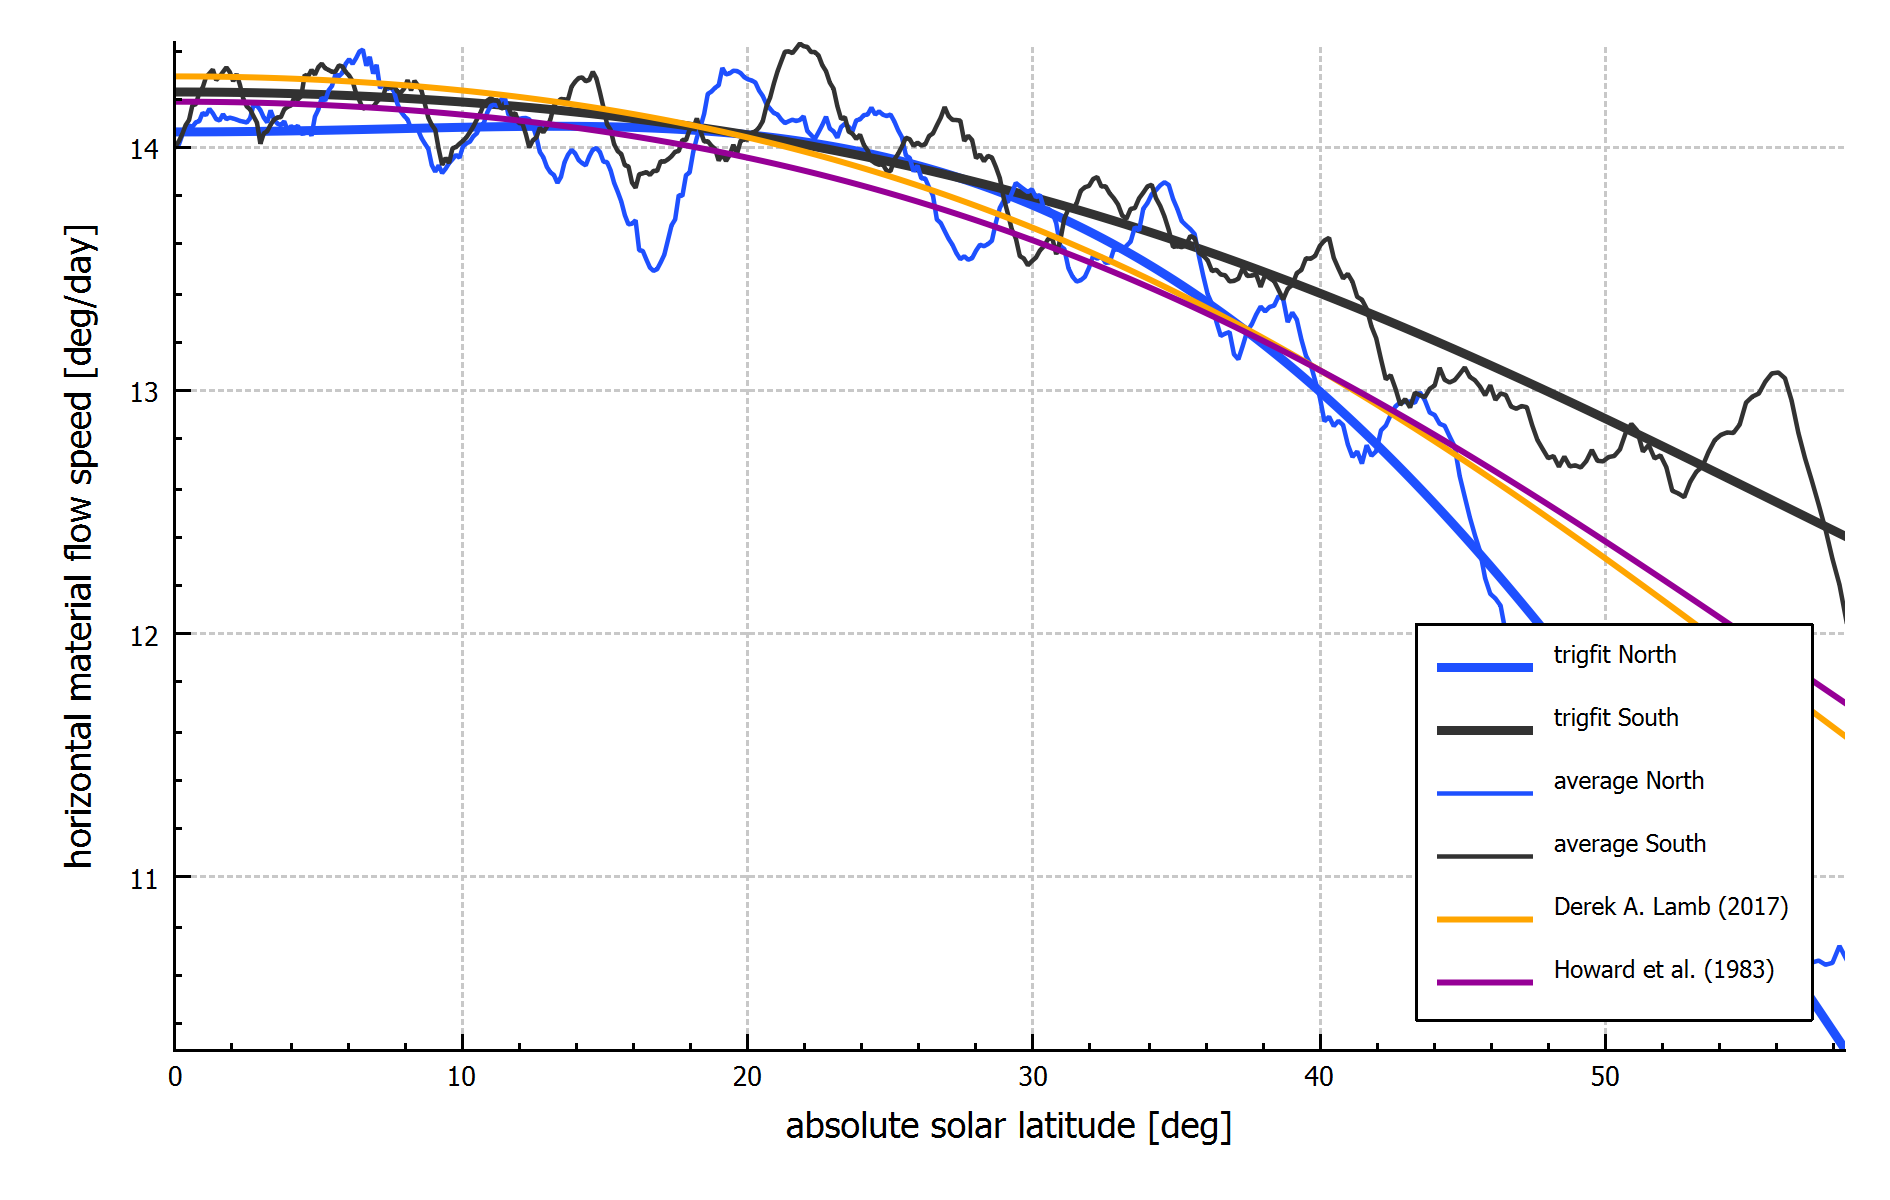 horizontal material flow speed [deg/day]
14
13
12
11
0 10 20 30 40 50
absolute solar latitude [deg]
trigfit North
trigfit South
average North
average South
Derek A. Lamb (2017)
Howard et al. (1983)